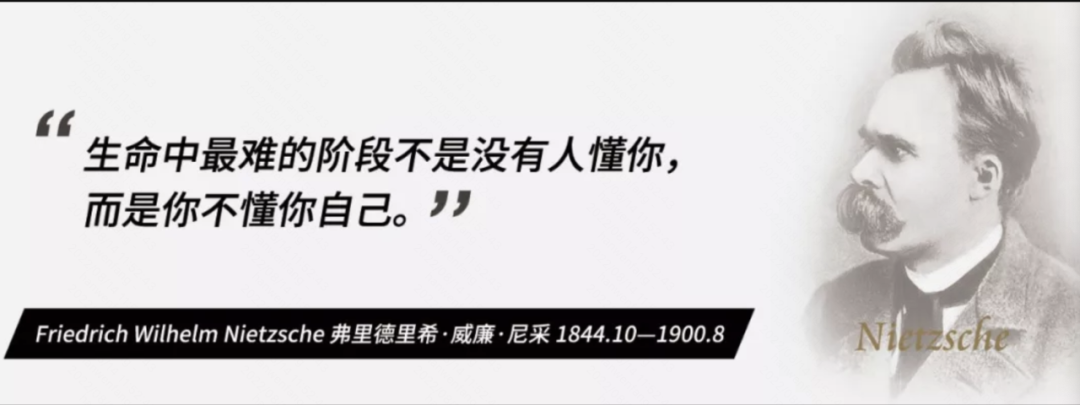 “生命中最难的阶段不是没有人懂你，
而是你不懂你自己。”
Friedrich Wilhelm Nietzsche 弗里德里希·威廉·尼采 1844.10—1900.8
Nietzsche